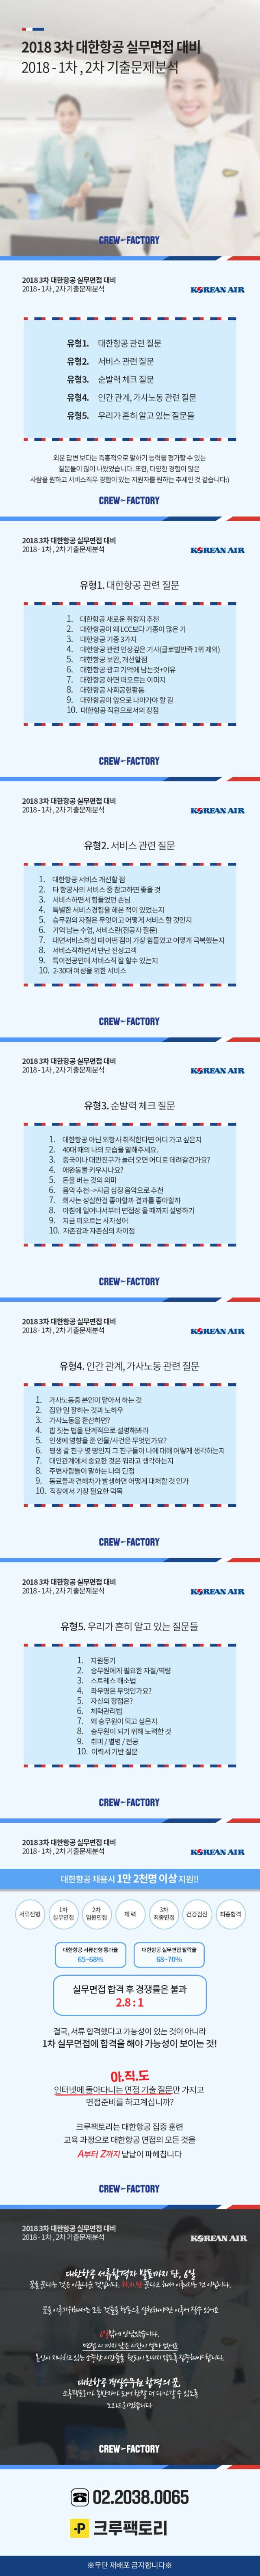 2018 3차 대한항공 실무면접 대비
2018 - 1차 , 2차 기출문제분석
CREW FACTORY
2018 3차 대한항공 실무면접 대비
2018 - 1차 , 2차 기출문제분석
KOREAN AIR
유형1. 대한항공 관련 질문
유형2. 서비스 관련 질문
유형3. 순발력 체크 질문
유형4. 인간 관계, 가사노동 관련 질문
유형5. 우리가 흔히 알고 있는 질문들
외운 답변 보다는 즉흥적으로 말하기 능력을 평가할 수 있는
질문들이 많이 나왔었습니다. 또한, 다양한 경험이 많은
사람을 원하고 서비스직무 경험이 있는 지원자를 원하는 추세인 것 같습니다:)
CREW FACTORY
2018 3차 대한항공 실무면접 대비
2018 - 1차 , 2차 기출문제분석
KOREAN AIR
유형1. 대한항공 관련 질문
1. 대한항공 새로운 취항지 추천
2. 대한항공이 왜 LCC보다 기종이 많은 가
3. 대한항공 기종 3가지
4. 대한항공 관련 인상깊은 기사(글로벌만족 1위 제외)
5. 대한항공 보완, 개선할점
6. 대한항공 광고 기억에 남는것+이유
7. 대한항공 하면 떠오르는 이미지
8. 대한항공 사회공헌활동
9. 대한항공이 앞으로 나아가야 할 길
10. 대한항공 직원으로서의 장점
CREW FACTORY
2018 3차 대한항공 실무면접 대비
2018 - 1차 , 2차 기출문제분석
KOREAN AIR
유형2. 서비스 관련 질문
1. 대한항공 서비스 개선할 점
2. 타 항공사의 서비스 중 참고하면 좋을 것
3. 서비스하면서 힘들었던 손님
4. 특별한 서비스경험을 해본 적이 있었는지
5. 승무원의 자질은 무엇이고 어떻게 서비스 할 것인지
6. 기억 남는 수업, 서비스란(전공자 질문)
7. 대면서비스하실 때 어떤 점이 가장 힘들었고 어떻게 극복했는지
8. 서비스직하면서 만난 진상고객
9. 특이전공인데 서비스직 잘 할수 있는지
10. 2-30대 여성을 위한 서비스
CREW FACTORY
2018 3차 대한항공 실무면접 대비
2018 - 1차 , 2차 기출문제분석
KOREAN AIR
유형3. 순발력 체크 질문
1. 대한항공 아닌 외항사 취직한다면 어디 가고 싶은지
2. 40대 때의 나의 모습을 말해주세요.
3. 중국이나 대만친구가 놀러 오면 어디로 데려갈건가요?
4. 애완동물 키우시나요?
5. 돈을 버는 것의 의미
6. 음악 추천-->지금 심정 음악으로 추천
7. 회사는 성실한걸 좋아할까 결과를 좋아할까
8. 아침에 일어나서부터 면접장 올 때까지 설명하기
9. 지금 떠오르는 사자성어
10. 자존감과 자존심의 차이점
CREW FACTORY
2018 3차 대한항공 실무면접 대비
2018 - 1차 , 2차 기출문제분석
KOREAN AIR
유형4. 인간 관계, 가사노동 관련 질문
1. 가사노동중 본인이 맡아서 하는 것
2. 집안 일 잘하는 것과 노하우
3. 가사노동을 환산하면?
4. 밥 짓는 법을 단계적으로 설명해봐라
5. 인생에 영향을 준 인물/사건은 무엇인가요?
6. 평생 갈 친구 몇 명인지 그 친구들이 나에 대해 어떻게 생각하는지
7. 대인관계에서 중요한 것은 뭐라고 생각하는지
8. 주변사람들이 말하는 나의 단점
9. 동료들과 견해차가 발생하면 어떻게 대처할 것 인가
10. 직장에서 가장 필요한 덕목
CREW FACTORY
2018 3차 대한항공 실무면접 대비
2018 - 1차 , 2차 기출문제분석
KOREAN AIR
유형5. 우리가 흔히 알고 있는 질문들
1. 지원동기
2. 승무원에게 필요한 자질/역량
3. 스트레스 해소법
4. 좌우명은 무엇인가요?
5. 자신의 장점은?
6. 체력관리법
7. 왜 승무원이 되고 싶은지
8. 승무원이 되기 위해 노력한 것
9. 취미 / 별명 / 전공
10. 이력서 기반 질문
CREW FACTORY
2018 3차 대한항공 실무면접 대비
2018 - 1차 , 2차 기출문제분석
KOREAN AIR
대한항공 채용시 1만 2천명 이상 지원!!
서류전형
1차 실무면접
2차 임원면접
체 력
3차 최종면접
건강검진
최종합격
대한항공 서류전형 통과율
65~68%
대한항공 실무면접 탈락율
68~70%
실무면접 합격 후 경쟁률은 불과
2.8 : 1
결국, 서류 합격했다고 가능성이 있는 것이 아니라
1차 실무면접에 합격을 해야 가능성이 보이는 것!
아.직.도
인터넷에 돌아다니는 면접 기출 질문만 가지고
면접준비를 하고계십니까?
크루팩토리는 대한항공 집중 훈련
교육 과정으로 대한항공 면접의 모든 것을
A부터 Z까지 낱낱이 파헤칩니다
CREW FACTORY
2018 3차 대한항공 실무면접 대비
2018 - 1차 , 2차 기출문제분석
KOREAN AIR
대한항공 서류합격자 발표까지 단, 6일
CREW FACTORY
02.2038.0065
크루팩토리
※무단 재배포 금지합니다※